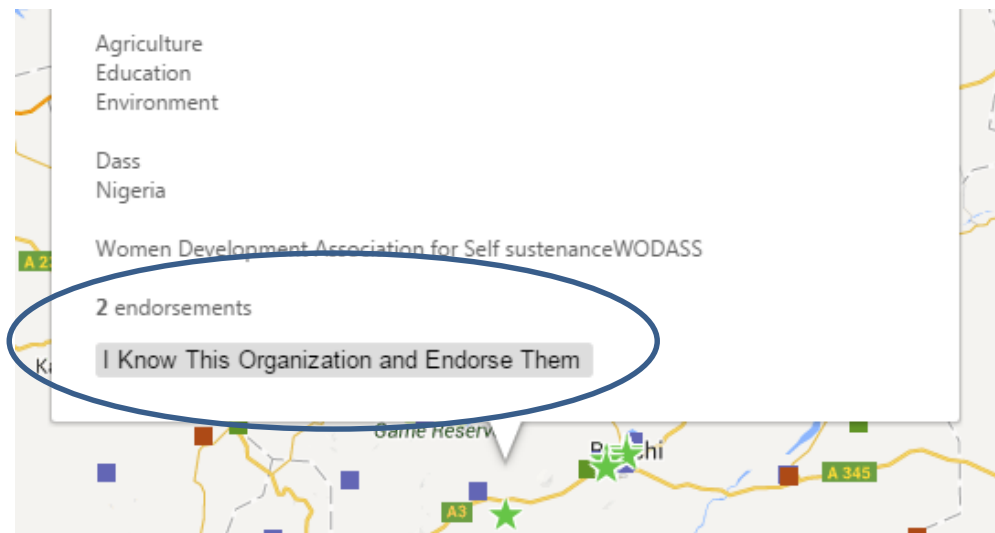 Agriculture
Education
Environment
Dass
Nigeria
Women Development Association for Self sustenanceWODASS
2 endorsements
I Know This Organization and Endorse Them
Game Reserv
A 345
A3